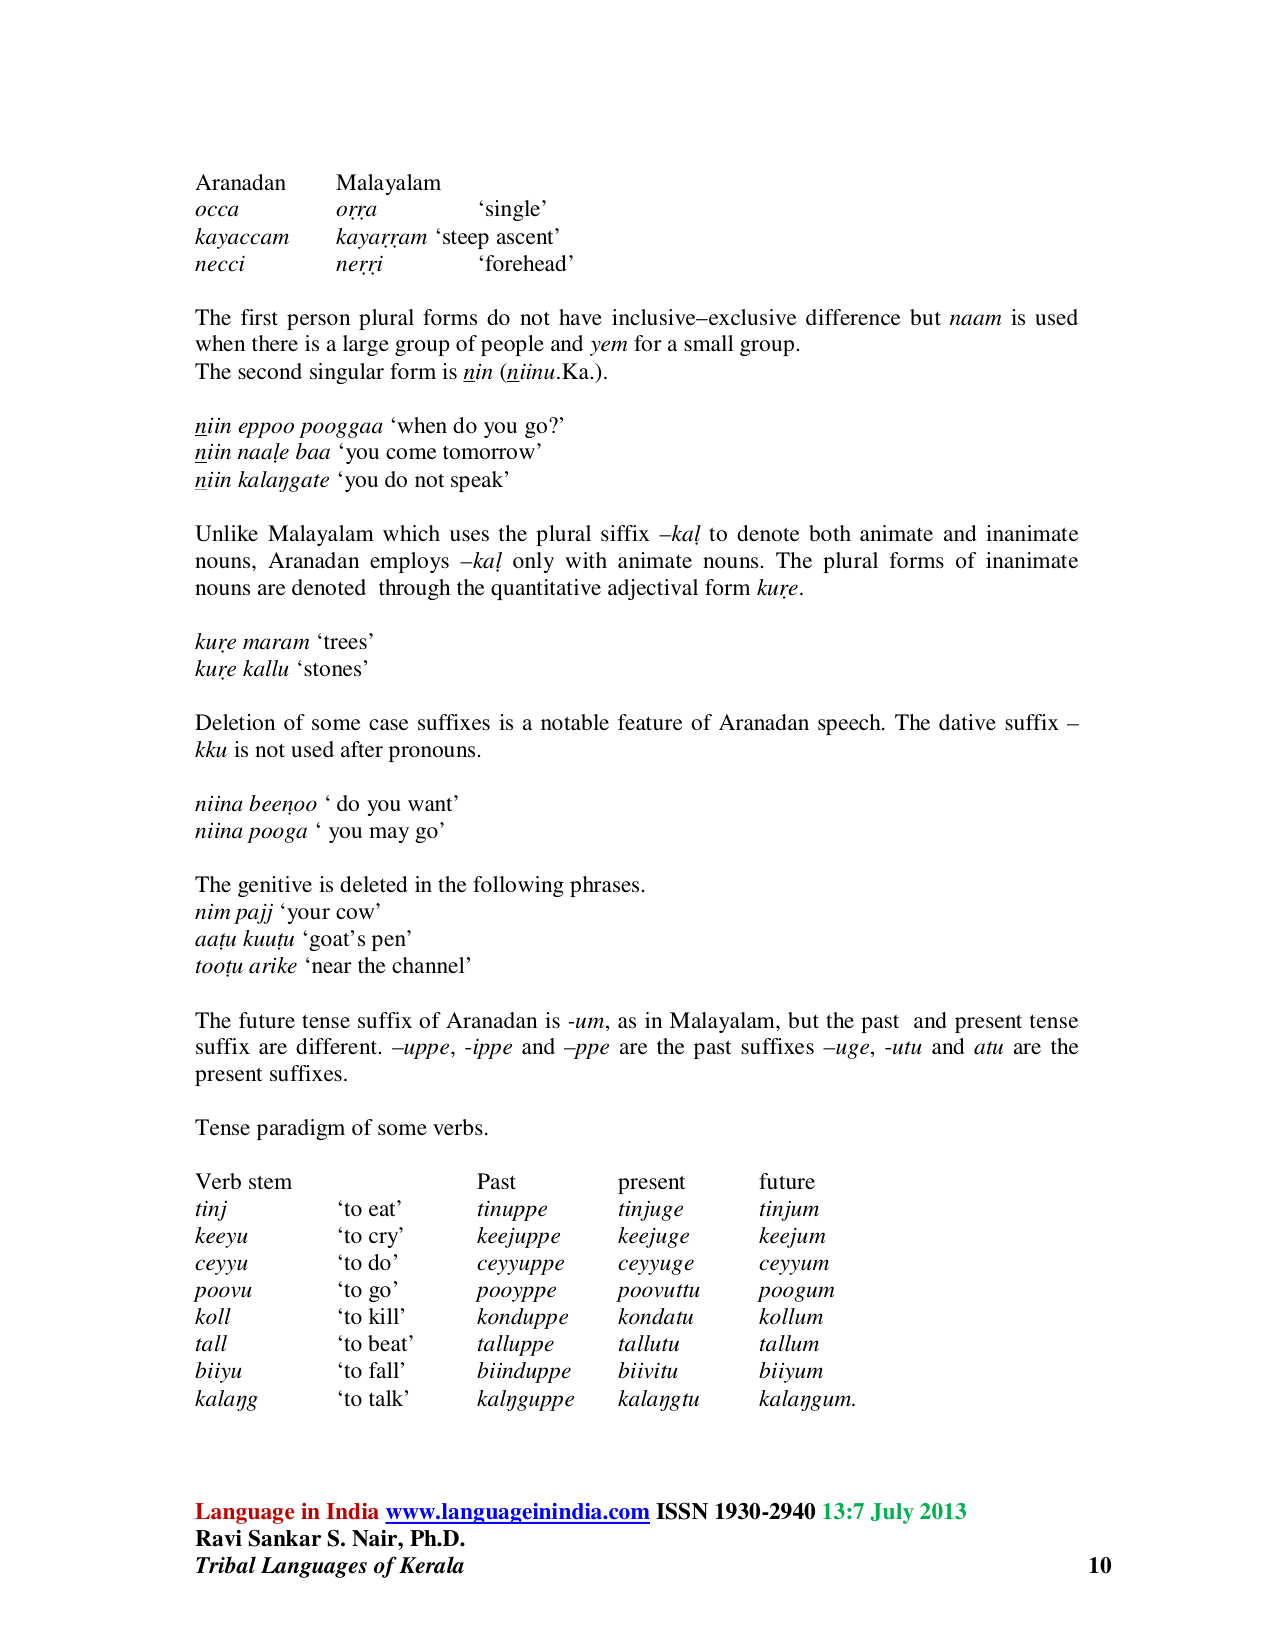 Aranadan Malayalam
occa oṛṛa ‘single’
kayaccam kayaṛṛam ‘steep ascent’
necci neṛṛi ‘forehead’
The first person plural forms do not have inclusive–exclusive difference but naam is used
when there is a large group of people and yem for a small group.
The second singular form is n̲in (n̲iinu.Ka.).
n̲iin eppoo pooggaa ‘when do you go?’
n̲iin naaḷe baa ‘you come tomorrow’
n̲iin kalaŋgate ‘you do not speak’
Unlike Malayalam which uses the plural siffix –kaḷ to denote both animate and inanimate
nouns, Aranadan employs –kaḷ only with animate nouns. The plural forms of inanimate
nouns are denoted through the quantitative adjectival form kuṛe.
kuṛe maram ‘trees’
kuṛe kallu ‘stones’
Deletion of some case suffixes is a notable feature of Aranadan speech. The dative suffix –
kku is not used after pronouns.
niina beeṇoo ‘ do you want’
niina pooga ‘ you may go’
The genitive is deleted in the following phrases.
nim pajj ‘your cow’
aaṭu kuuṭu ‘goat’s pen’
tooṭu arike ‘near the channel’
The future tense suffix of Aranadan is -um, as in Malayalam, but the past and present tense
suffix are different. –uppe, -ippe and –ppe are the past suffixes –uge, -utu and atu are the
present suffixes.
Tense paradigm of some verbs.
Verb stem Past present future
tinj ‘to eat’ tinuppe tinjuge tinjum
keeyu ‘to cry’ keejuppe keejuge keejum
ceyyu ‘to do’ ceyyuppe ceyyuge ceyyum
poovu ‘to go’ pooyppe poovuttu poogum
koll ‘to kill’ konduppe kondatu kollum
tall ‘to beat’ talluppe tallutu tallum
biiyu ‘to fall’ biinduppe biivitu biiyum
kalaŋg ‘to talk’ kalŋguppe kalaŋgtu kalaŋgum.
Language in India www.languageinindia.com ISSN 1930-2940 13:7 July 2013
Ravi Sankar S. Nair, Ph.D.
Tribal Languages of Kerala 10